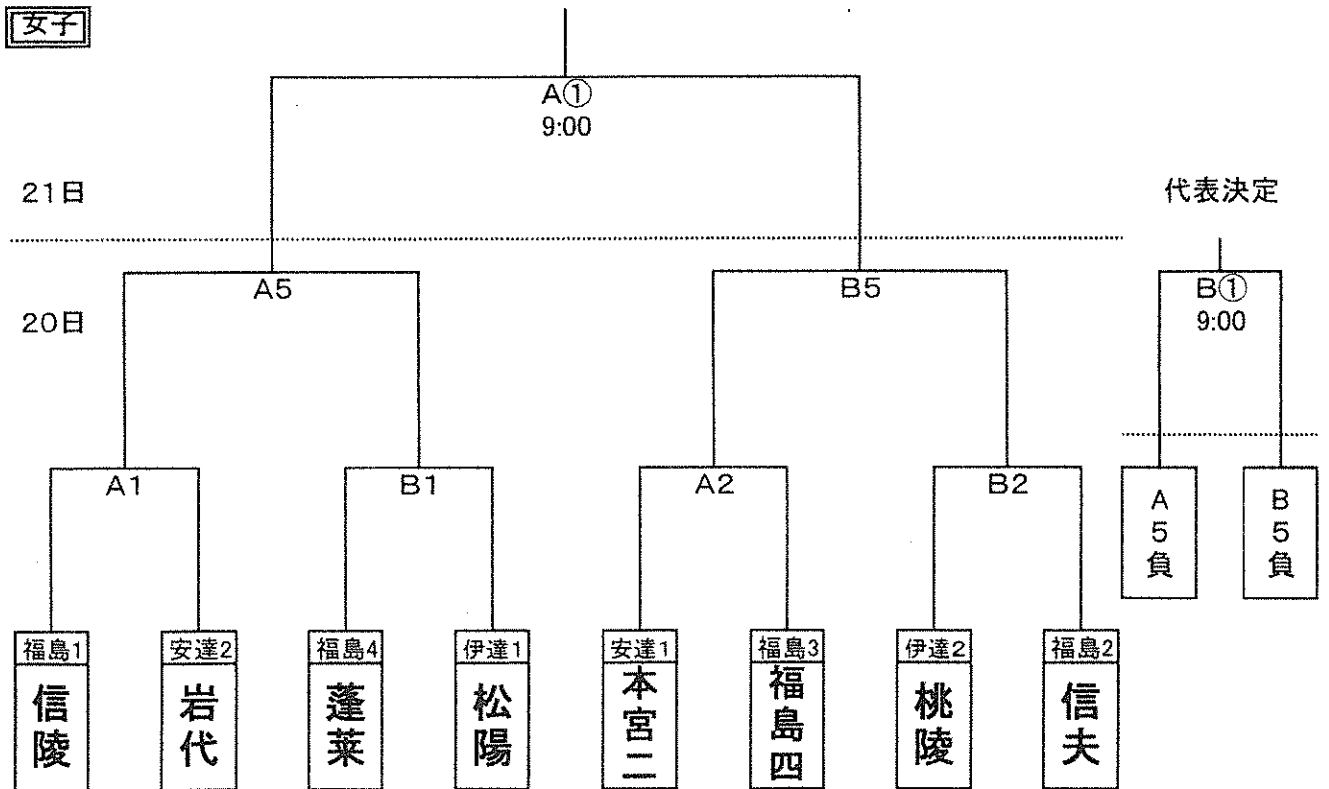 女子
A①
9:00
21日
代表決定
A5
B5
B①
9:00
20日
A1
B1
A2
B2
A5負
B5負
福島1
安達2
福島4
伊達1
安達1
福島3
伊達2
福島2
信陵
岩代
蓬莱
松陽
本宮二
福島四
桃陵
信夫